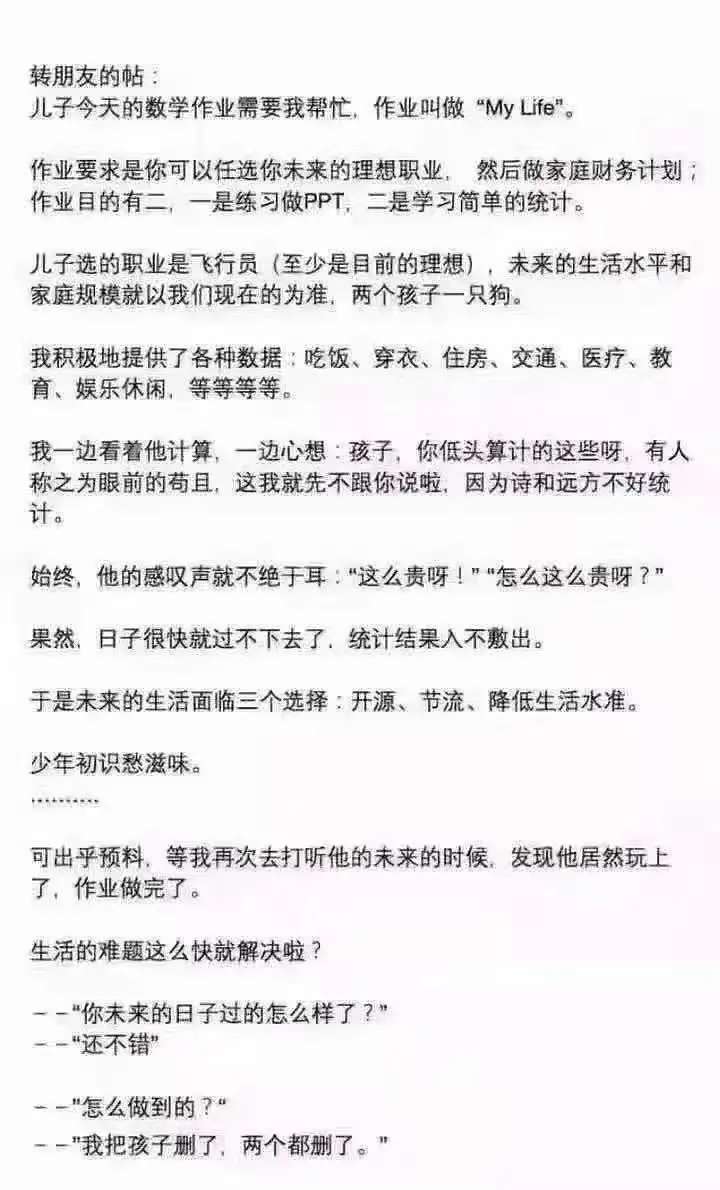 转朋友的帖：
儿子今天的数学作业需要我帮忙，作业叫做 “My Life”。
作业要求是你可以任选你未来的理想职业， 然后做家庭财务计划；
作业目的有二，一是练习做PPT，二是学习简单的统计。
儿子选的职业是飞行员（至少是目前的理想），未来的生活水平和
家庭规模就以我们现在的为准，两个孩子一只狗。
我积极地提供了各种数据：吃饭、穿衣、住房、交通、医疗、教
育、娱乐休闲，等等等等。
我一边看着他计算，一边心想：孩子，你低头算计的这些呀，有人
称之为眼前的苟且，这我就先不跟你说啦，因为诗和远方不好统
计。
始终，他的感叹声就不绝于耳：“这么贵呀！” “怎么这么贵呀？”
果然，日子很快就过不下去了，统计结果入不敷出。
于是未来的生活面临三个选择：开源、节流、降低生活水准。
少年初识愁滋味。
..........
可出乎预料，等我再次去打听他的未来的时候，发现他居然玩上
了，作业做完了。
生活的难题这么快就解决啦？
－－“你未来的日子过的怎么样了？”
－－“还不错”
－－”怎么做到的？“
－－”我把孩子删了，两个都删了。”